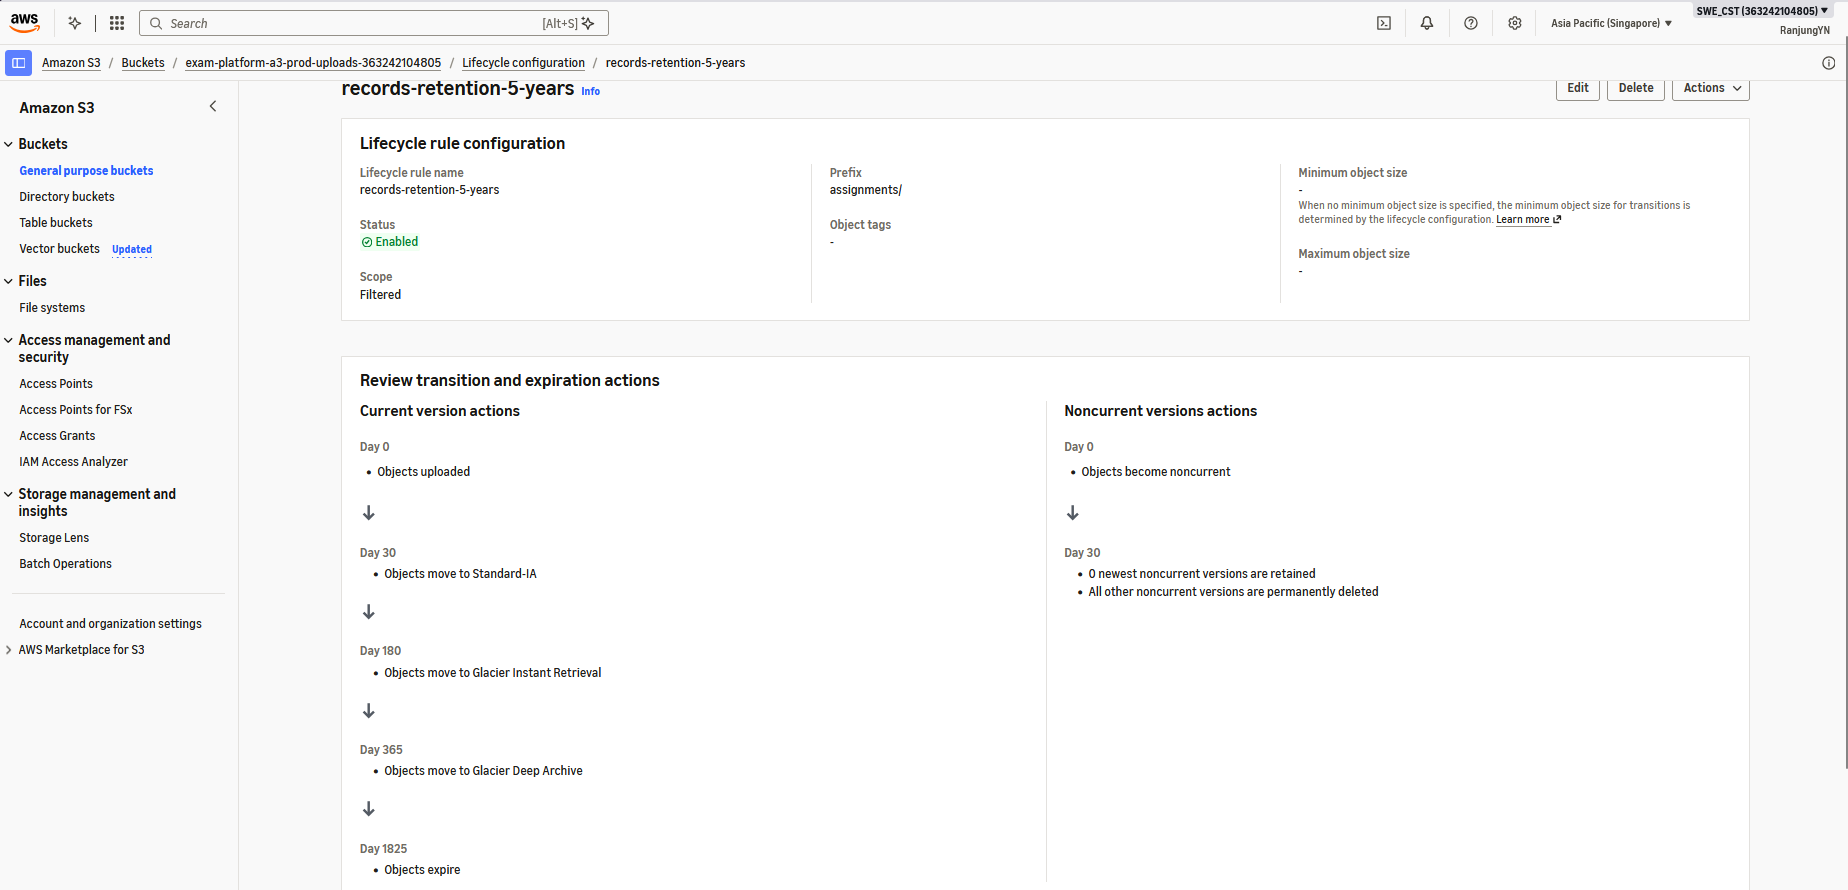 aws
Search
[Alt+S]
Asia Pacific (Singapore)
SWE_CST (363242104805)
RanjungYN
Amazon S3 / Buckets / exam-platform-a3-prod-uploads-363242104805 / Lifecycle configuration / records-retention-5-years
Amazon S3
Buckets
General purpose buckets
Directory buckets
Table buckets
Vector buckets Updated
Files
File systems
Access management and
security
Access Points
Access Points for FSx
Access Grants
IAM Access Analyzer
Storage management and
insights
Storage Lens
Batch Operations
Account and organization settings
AWS Marketplace for S3
records-retention-5-years Info
Edit
Delete
Actions
Lifecycle rule configuration
Lifecycle rule name
records-retention-5-years
Status
Enabled
Scope
Filtered
Prefix
assignments/
Object tags
-
Minimum object size
-
When no minimum object size is specified, the minimum object size for transitions is
determined by the lifecycle configuration. Learn more
Maximum object size
-
Review transition and expiration actions
Current version actions
Day 0
• Objects uploaded
Day 30
• Objects move to Standard-IA
Day 180
• Objects move to Glacier Instant Retrieval
Day 365
• Objects move to Glacier Deep Archive
Day 1825
• Objects expire
Noncurrent versions actions
Day 0
• Objects become noncurrent
Day 30
• 0 newest noncurrent versions are retained
• All other noncurrent versions are permanently deleted